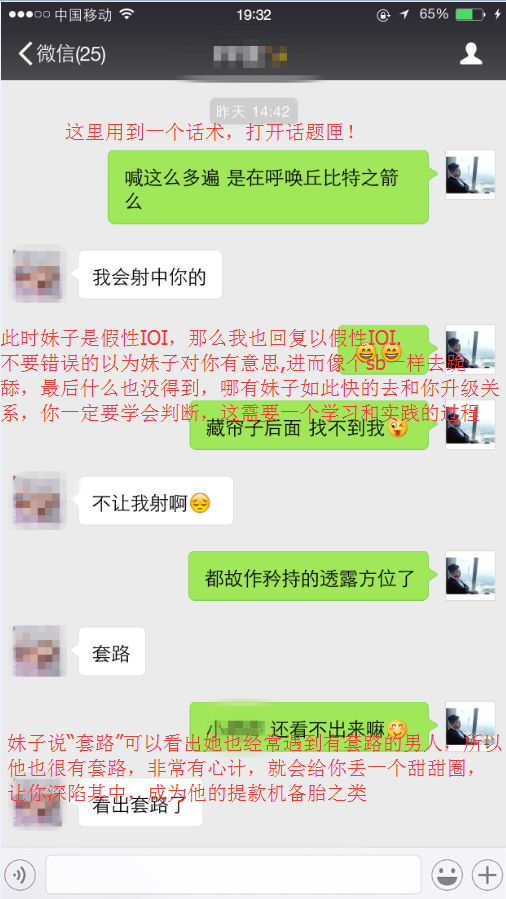 中国移动 19:32 65%
微信(25)
昨天 14:42
这里用到一个话术，打开话题匣！
喊这么多遍 是在呼唤丘比特之箭
么
我会射中你的
此时妹子是假性IOI，那么我也回复以假性IOI,
不要错误的以为妹子对你有意思,进而像个sb一样去跪
舔，最后什么也没得到，哪有妹子如此快的去和你升级关
系，你一定要学会判断，这需要一个学习和实践的过程
😄😄
藏帘子后面 找不到我😜
不让我射啊😔
都故作矜持的透露方位了
套路
小 还看不出来嘛😋
妹子说“套路”可以看出她也经常遇到有套路的男人，所以
他也很有套路，非常有心计，就会给你丢一个甜甜圈，
让你深陷其中，成为他的提款机备胎之类
看出套路了